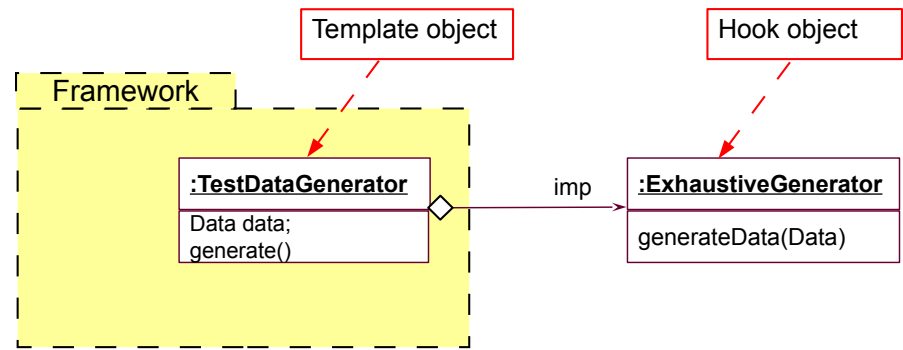 Template object
Hook object
Framework
:TestDataGenerator
Data data;
generate()
imp
:ExhaustiveGenerator
generateData(Data)